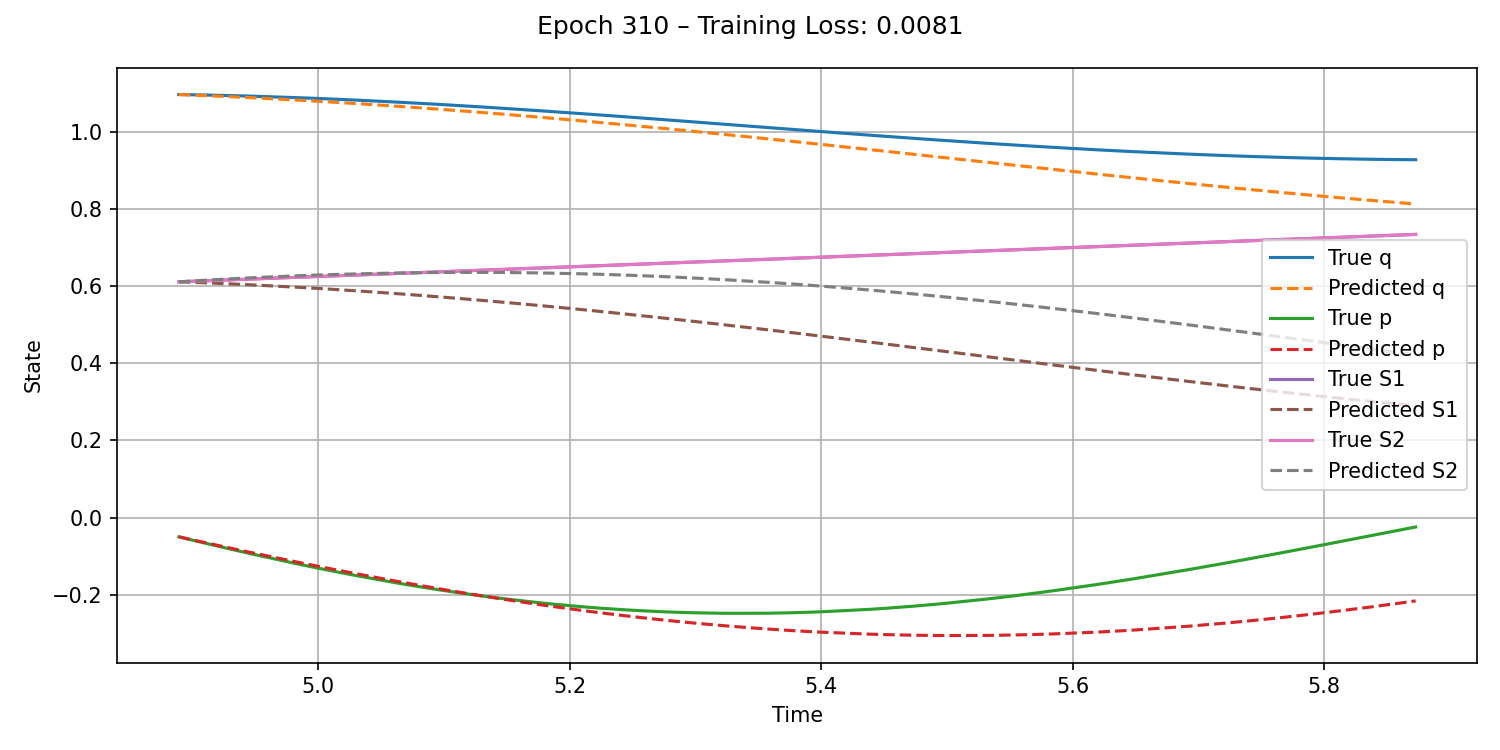 Epoch 310 – Training Loss: 0.0081
1.0
0.8
0.6
0.4
0.2
0.0
−0.2
State
5.0
5.2
5.4
5.6
5.8
Time
True q
Predicted q
True p
Predicted p
True S1
Predicted S1
True S2
Predicted S2